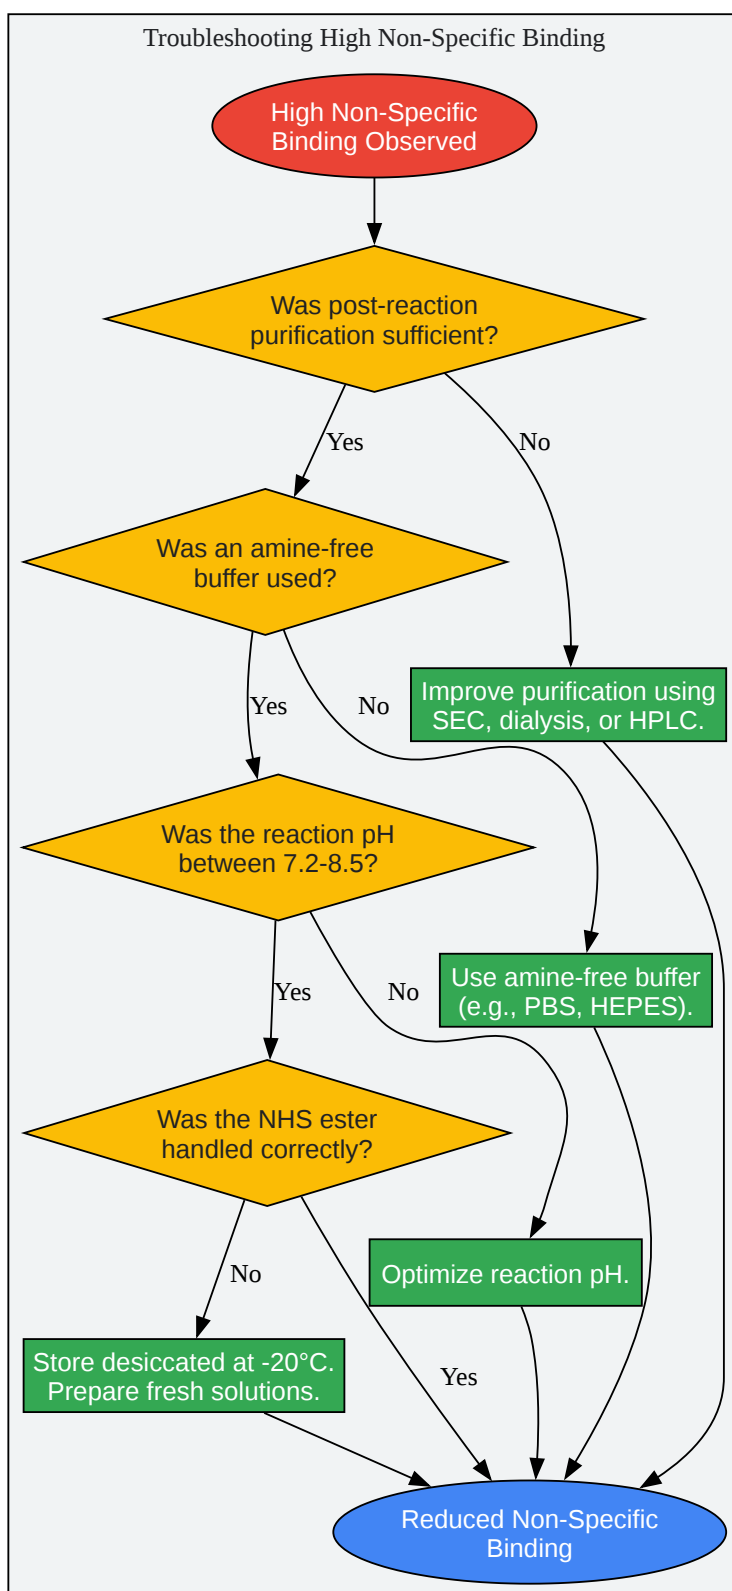 Troubleshooting High Non-Specific Binding
High Non-Specific
Binding Observed
Was post-reaction
purification sufficient?
Yes
No
Was an amine-free
buffer used?
Improve purification using
SEC, dialysis, or HPLC.
Yes
No
Was the reaction pH
between 7.2-8.5?
Use amine-free buffer
(e.g., PBS, HEPES).
Yes
No
Was the NHS ester
handled correctly?
No
Optimize reaction pH.
Store desiccated at -20°C.
Prepare fresh solutions.
Yes
Reduced Non-Specific
Binding